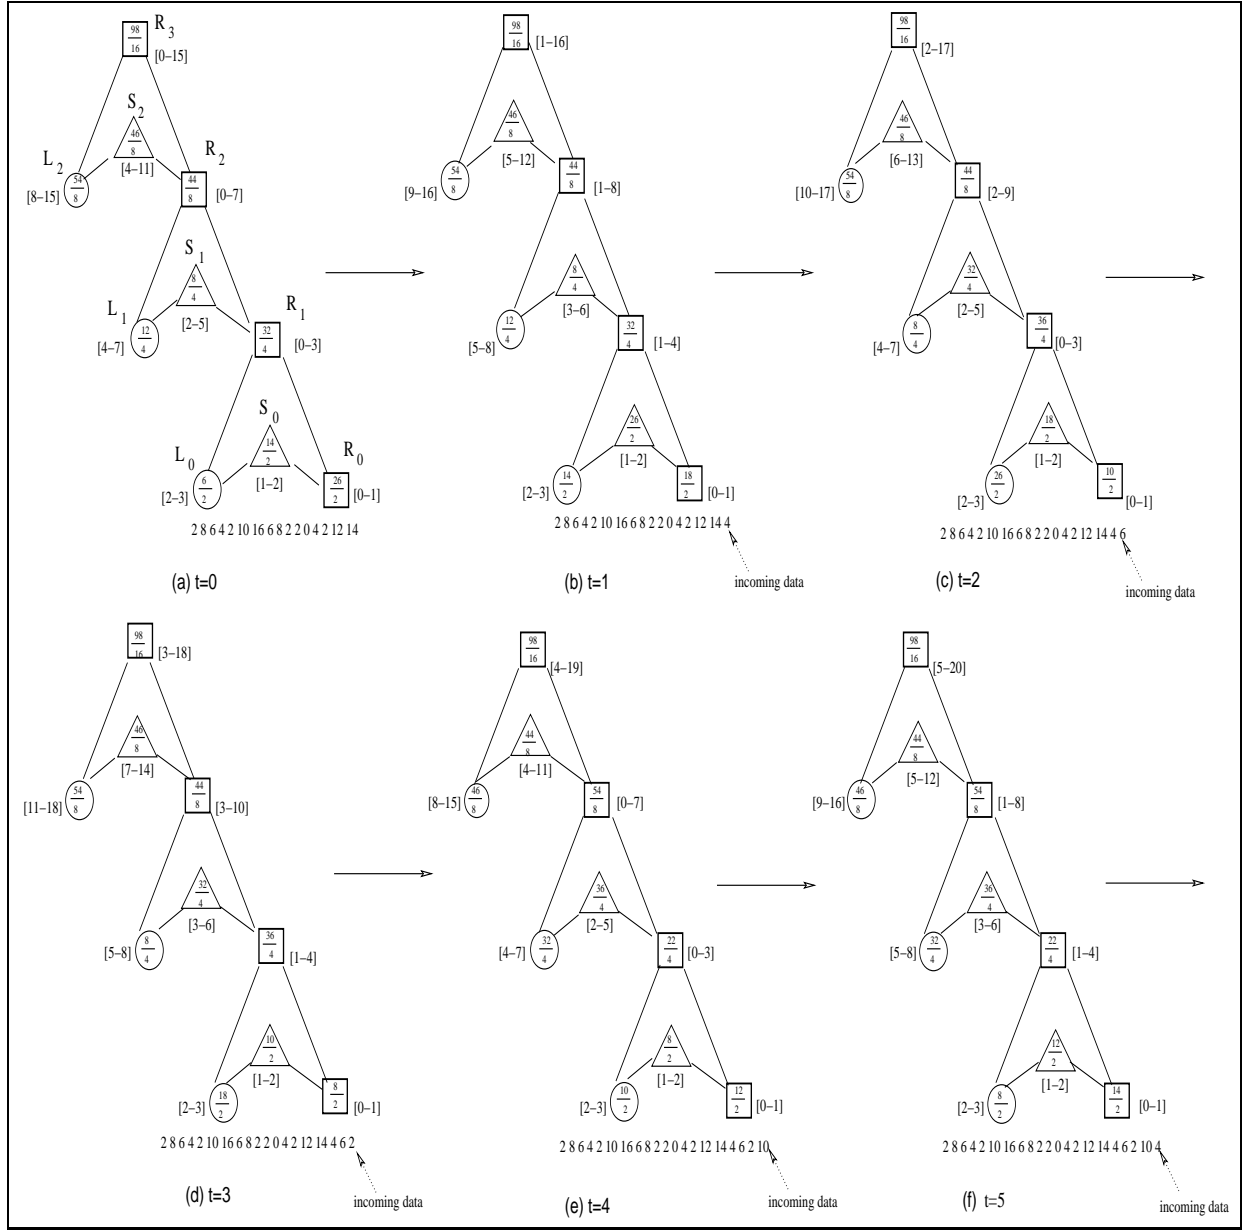 R3
98/16 [0–15]
S2
46/8 [4–11]
L2
54/8 [8–15]
R2
44/8 [0–7]
S1
8/4 [2–5]
L1
12/4 [4–7]
R1
32/4 [0–3]
S0
14/2 [1–2]
L0
6/2 [2–3]
R0
26/2 [0–1]
2 8 6 4 2 10 16 6 8 2 2 0 4 2 12 14
(a) t=0
98/16 [1–16]
46/8 [5–12]
54/8 [9–16]
44/8 [1–8]
8/4 [3–6]
12/4 [5–8]
32/4 [1–4]
26/2 [1–2]
14/2 [2–3]
18/2 [0–1]
2 8 6 4 2 10 16 6 8 2 2 0 4 2 12 14 4
incoming data
(b) t=1
98/16 [2–17]
46/8 [6–13]
54/8 [10–17]
44/8 [2–9]
32/4 [2–5]
8/4 [4–7]
36/4 [0–3]
18/2 [1–2]
26/2 [2–3]
10/2 [0–1]
2 8 6 4 2 10 16 6 8 2 2 0 4 2 12 14 4 6
incoming data
(c) t=2
98/16 [3–18]
46/8 [7–14]
54/8 [11–18]
44/8 [3–10]
32/4 [3–6]
8/4 [5–8]
36/4 [1–4]
10/2 [1–2]
18/2 [2–3]
8/2 [0–1]
2 8 6 4 2 10 16 6 8 2 2 0 4 2 12 14 4 6 2
incoming data
(d) t=3
98/16 [4–19]
44/8 [4–11]
46/8 [8–15]
54/8 [0–7]
36/4 [2–5]
32/4 [4–7]
22/4 [0–3]
8/2 [1–2]
10/2 [2–3]
12/2 [0–1]
2 8 6 4 2 10 16 6 8 2 2 0 4 2 12 14 4 6 2 10
incoming data
(e) t=4
98/16 [5–20]
44/8 [5–12]
46/8 [9–16]
54/8 [1–8]
36/4 [3–6]
32/4 [5–8]
22/4 [1–4]
12/2 [1–2]
8/2 [2–3]
14/2 [0–1]
2 8 6 4 2 10 16 6 8 2 2 0 4 2 12 14 4 6 2 10 4
incoming data
(f) t=5